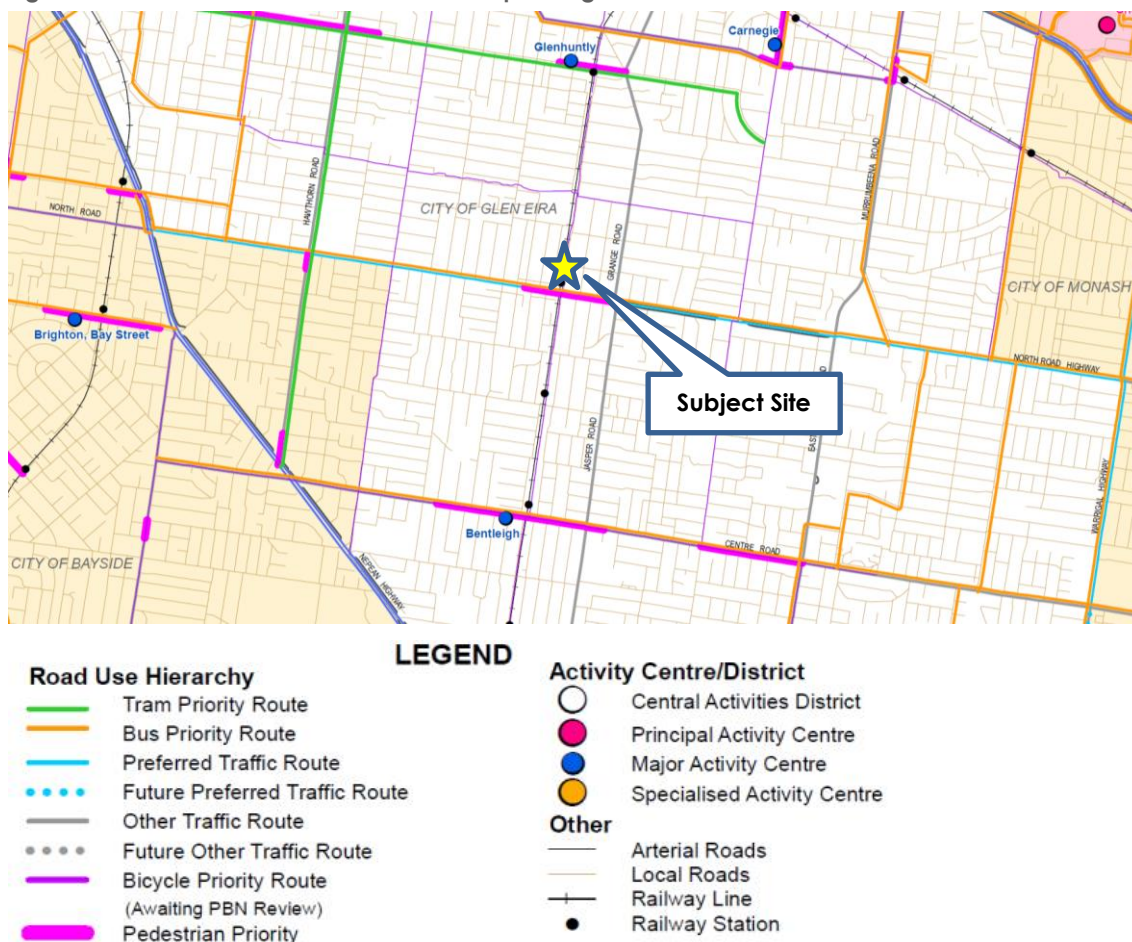 Carnegie
Glenhuntly
HAWTHORN ROAD
MURRUMBEENA ROAD
CITY OF GLEN EIRA
NORTH ROAD
GRANGE ROAD
CITY OF MONASH
Brighton, Bay Street
NORTH ROAD HIGHWAY
Subject Site
JASPER ROAD
WARRIGAL HIGHWAY
Bentleigh
CENTRE ROAD
CITY OF BAYSIDE
NEPEAN HIGHWAY
LEGEND
Road Use Hierarchy
Tram Priority Route
Bus Priority Route
Preferred Traffic Route
Future Preferred Traffic Route
Other Traffic Route
Future Other Traffic Route
Bicycle Priority Route
(Awaiting PBN Review)
Pedestrian Priority
Activity Centre/District
Central Activities District
Principal Activity Centre
Major Activity Centre
Specialised Activity Centre
Other
Arterial Roads
Local Roads
Railway Line
Railway Station